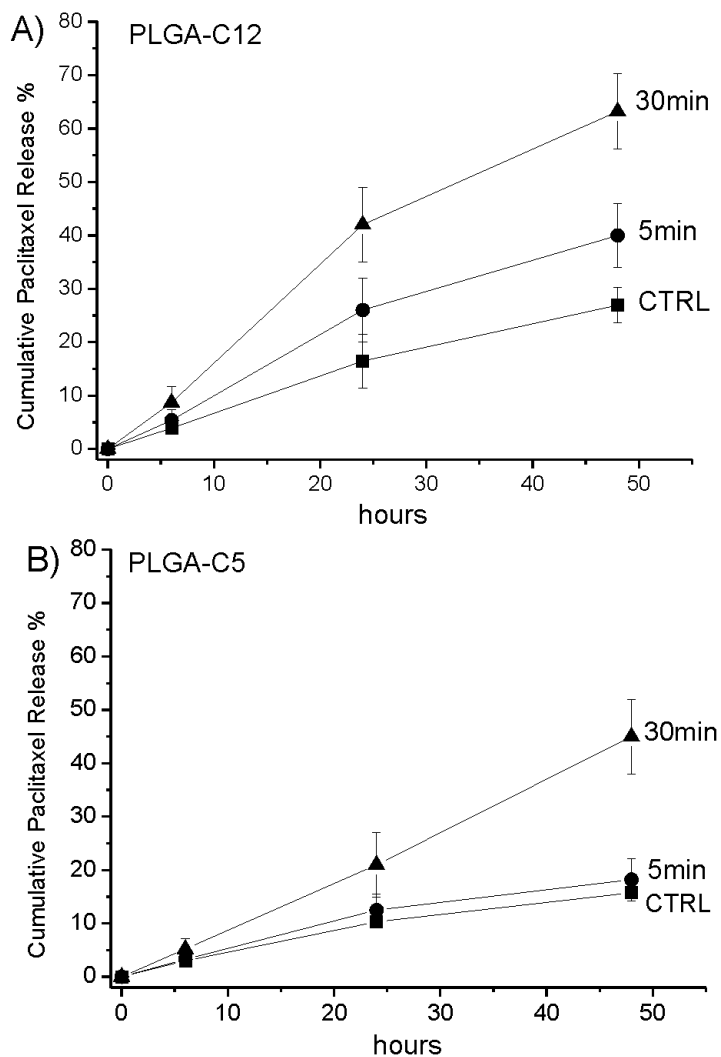 A)
PLGA-C12
Cumulative Paclitaxel Release %
80
70
60
50
40
30
20
10
0
30min
5min
CTRL
0 10 20 30 40 50
hours
B)
PLGA-C5
Cumulative Paclitaxel Release %
80
70
60
50
40
30
20
10
0
30min
5min
CTRL
0 10 20 30 40 50
hours